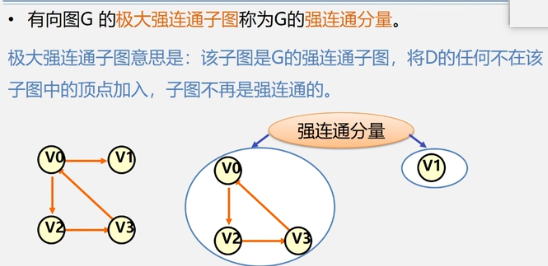 • 有向图G 的极大强连通子图称为G的强连通分量。
极大强连通子图意思是：该子图是G的强连通子图，将D的任何不在该
子图中的顶点加入，子图不再是强连通的。
强连通分量
V0 V1 V0 V1
V2 V3 V2 V3